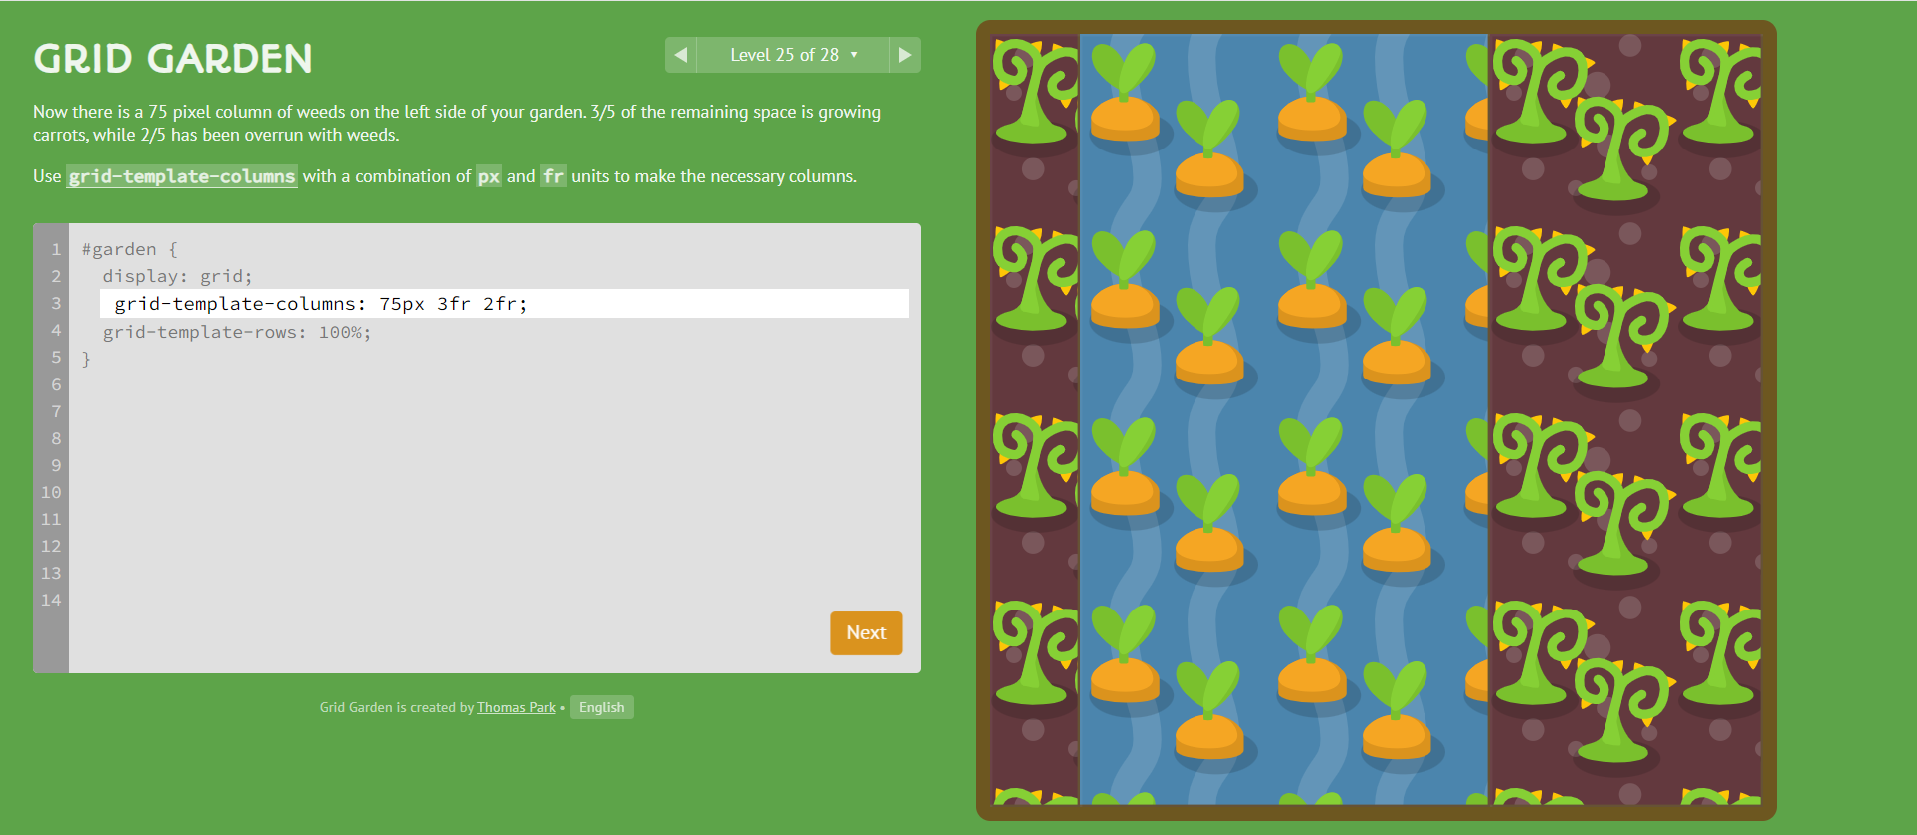 GRID GARDEN
◀ Level 25 of 28 ▼ ▶
Now there is a 75 pixel column of weeds on the left side of your garden. 3/5 of the remaining space is growing
carrots, while 2/5 has been overrun with weeds.
Use grid-template-columns with a combination of px and fr units to make the necessary columns.
1 #garden {
2 display: grid;
3 grid-template-columns: 75px 3fr 2fr;
4 grid-template-rows: 100%;
5 }
6
7
8
9
10
11
12
13
14
Next
Grid Garden is created by Thomas Park • English